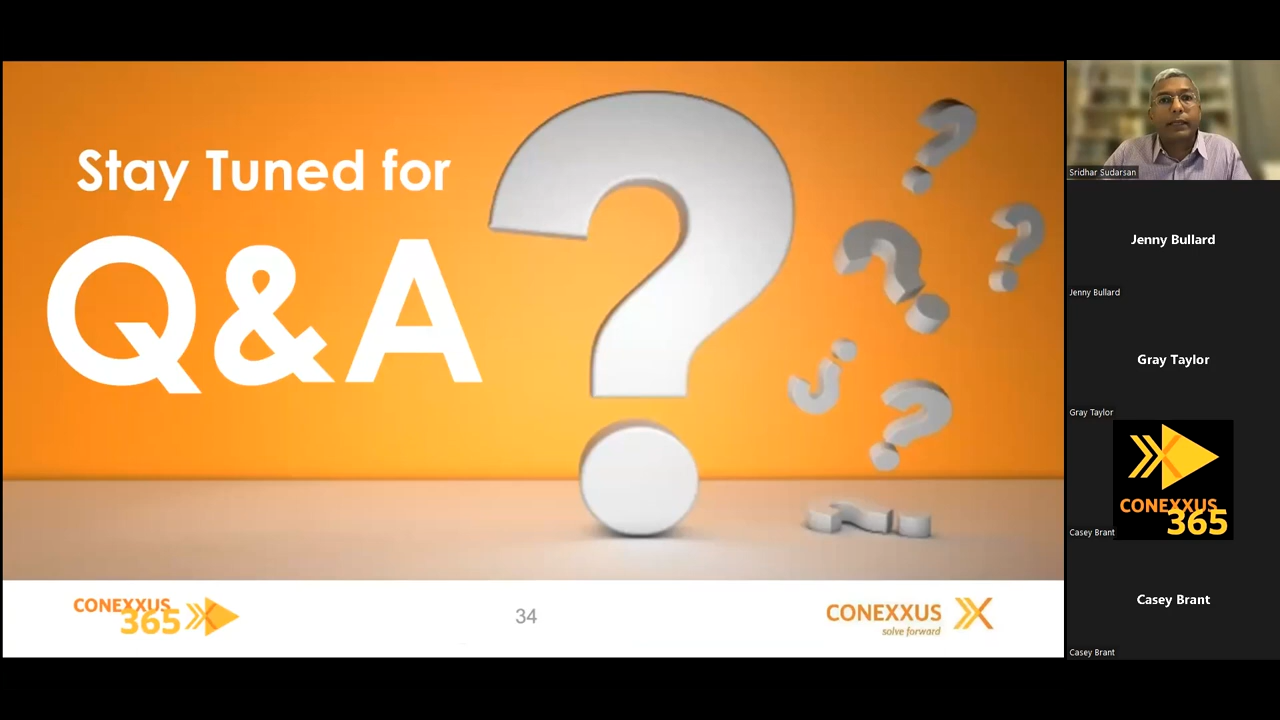 Stay Tuned for
Q&A
CONEXXUS
365
34
CONEXXUS
solve forward
Sridhar Sudarsan
Jenny Bullard
Jenny Bullard
Gray Taylor
Gray Taylor
CONEXXUS
365
Casey Brant
Casey Brant
Casey Brant